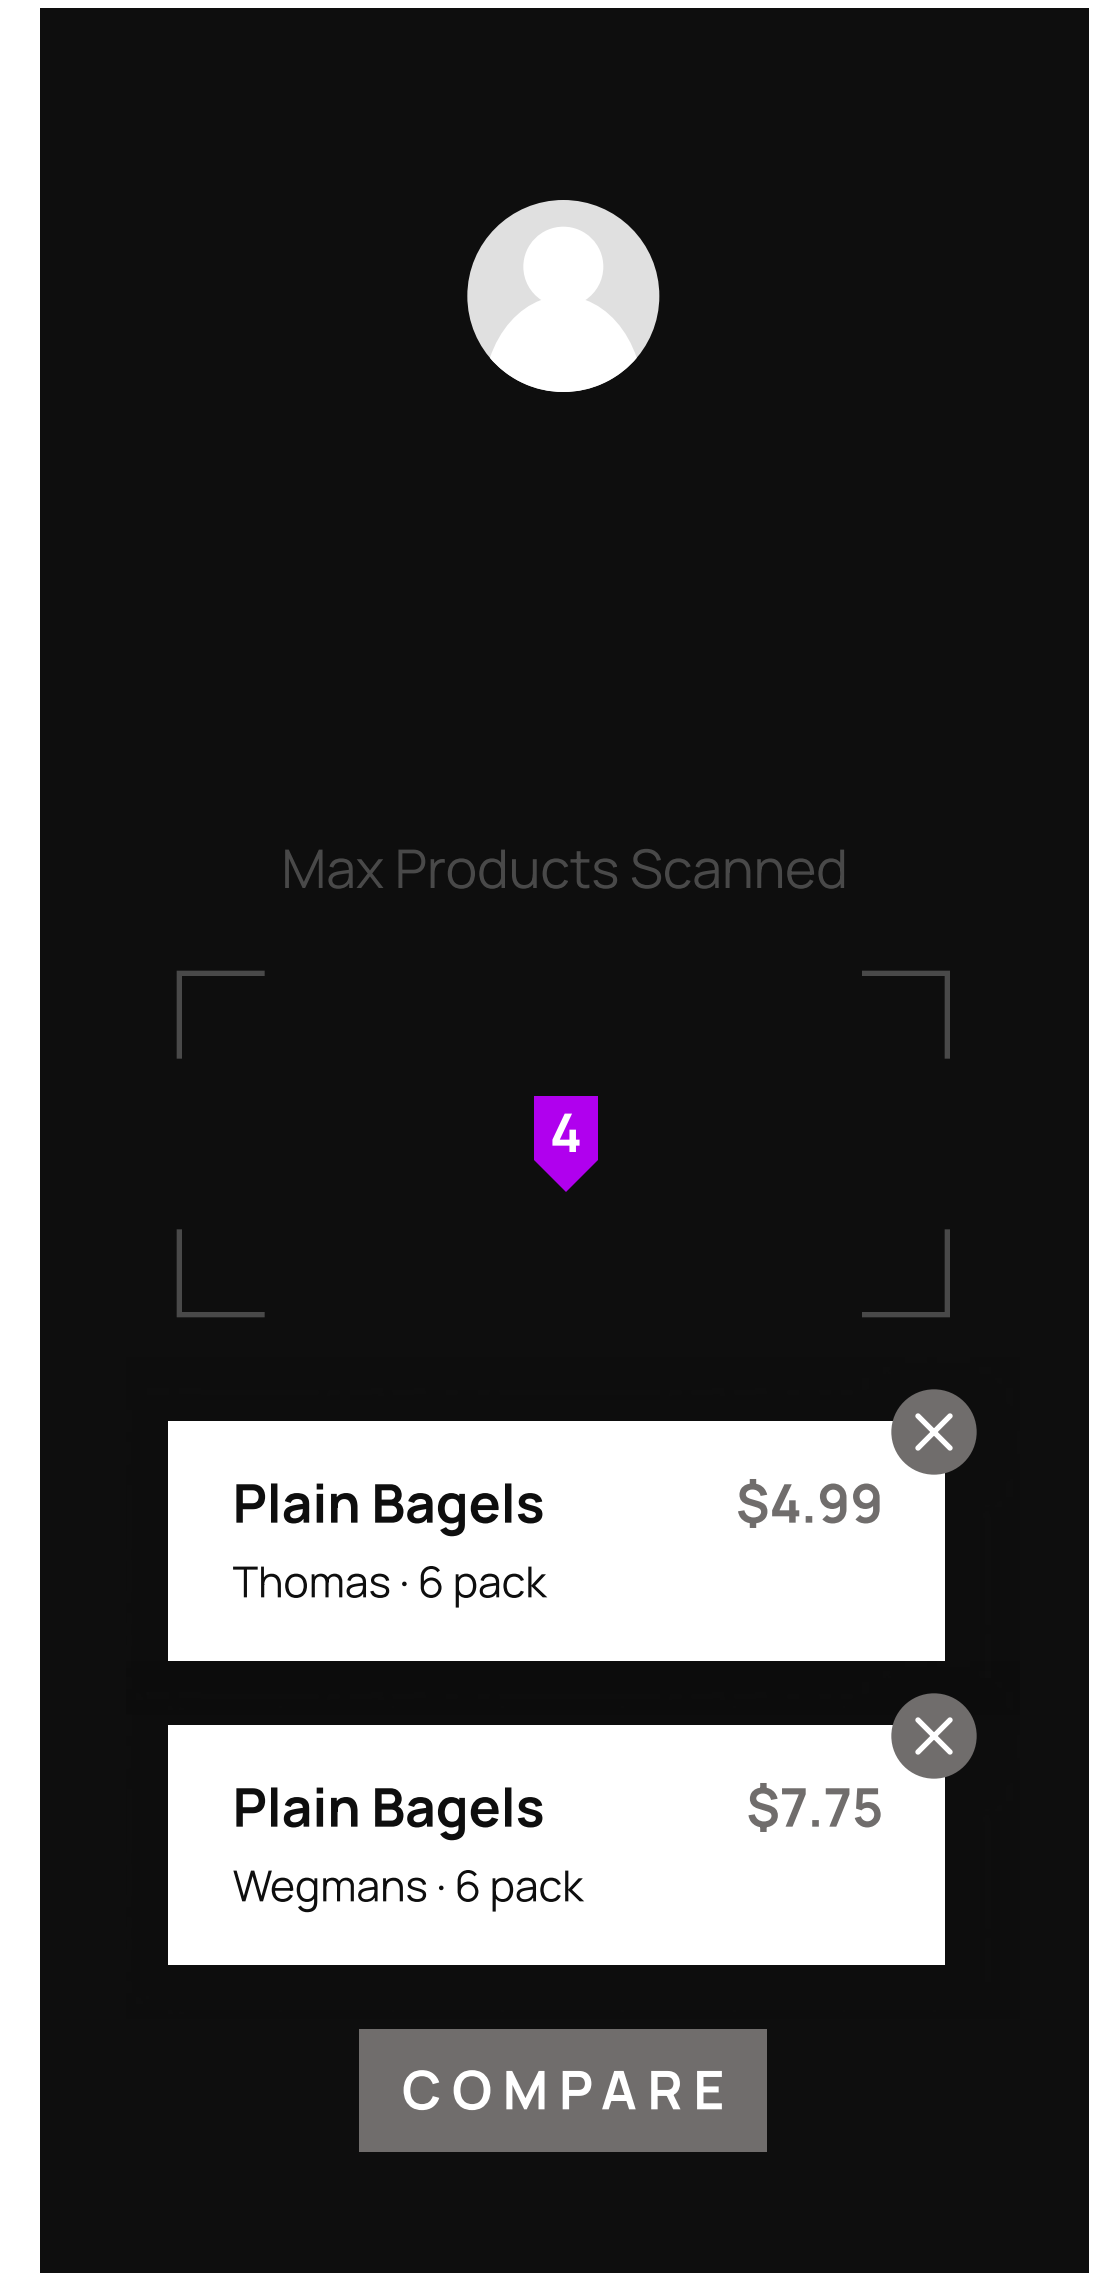 Max Products Scanned
4
Plain Bagels $4.99
Thomas · 6 pack
Plain Bagels $7.75
Wegmans · 6 pack
COMPARE